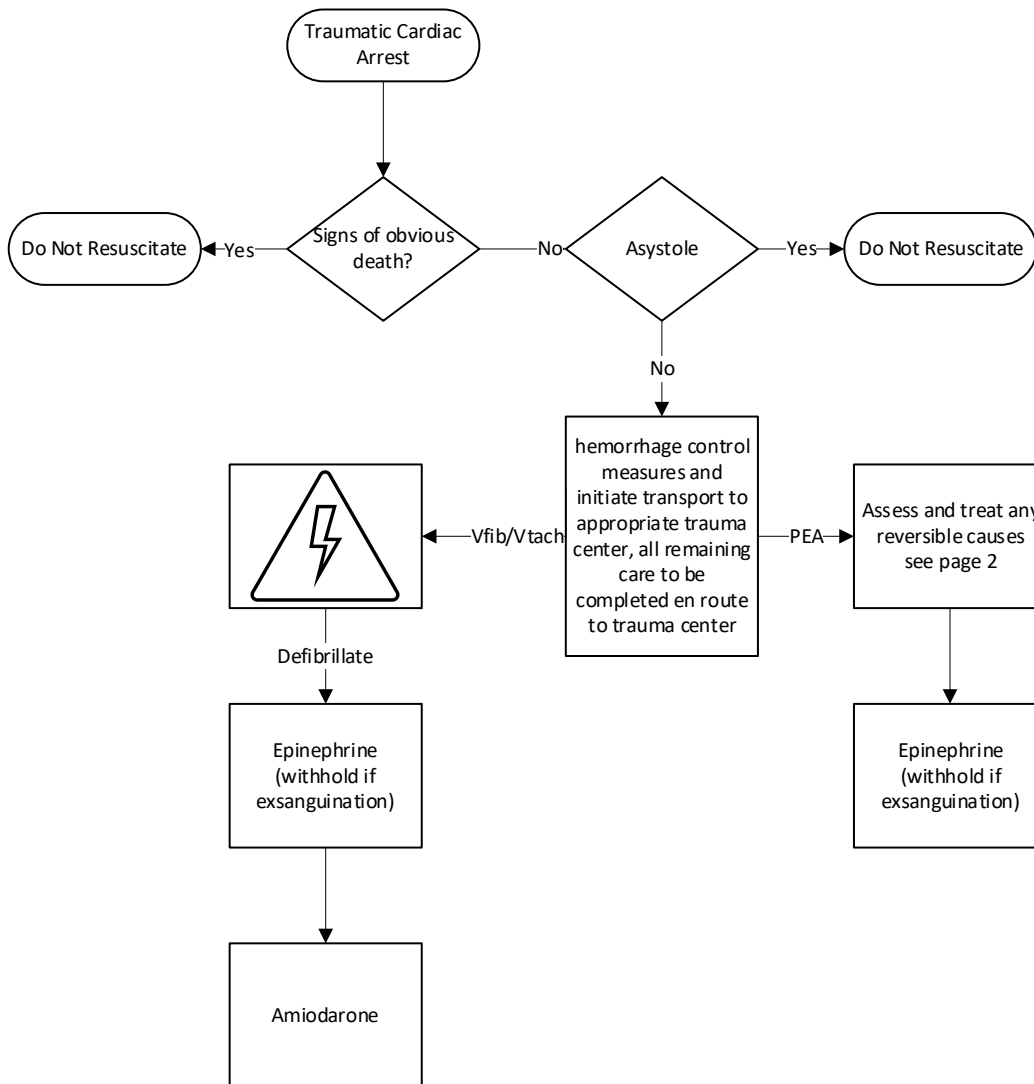 Traumatic Cardiac
Arrest
Do Not Resuscitate
Yes
Signs of obvious
death?
No
Asystole
Yes
Do Not Resuscitate
No
hemorrhage control
measures and
initiate transport to
appropriate trauma
center, all remaining
care to be
completed en route
to trauma center
Vfib/Vtach
PEA
Assess and treat any
reversible causes
see page 2
Defibrillate
Epinephrine
(withhold if
exsanguination)
Epinephrine
(withhold if
exsanguination)
Amiodarone